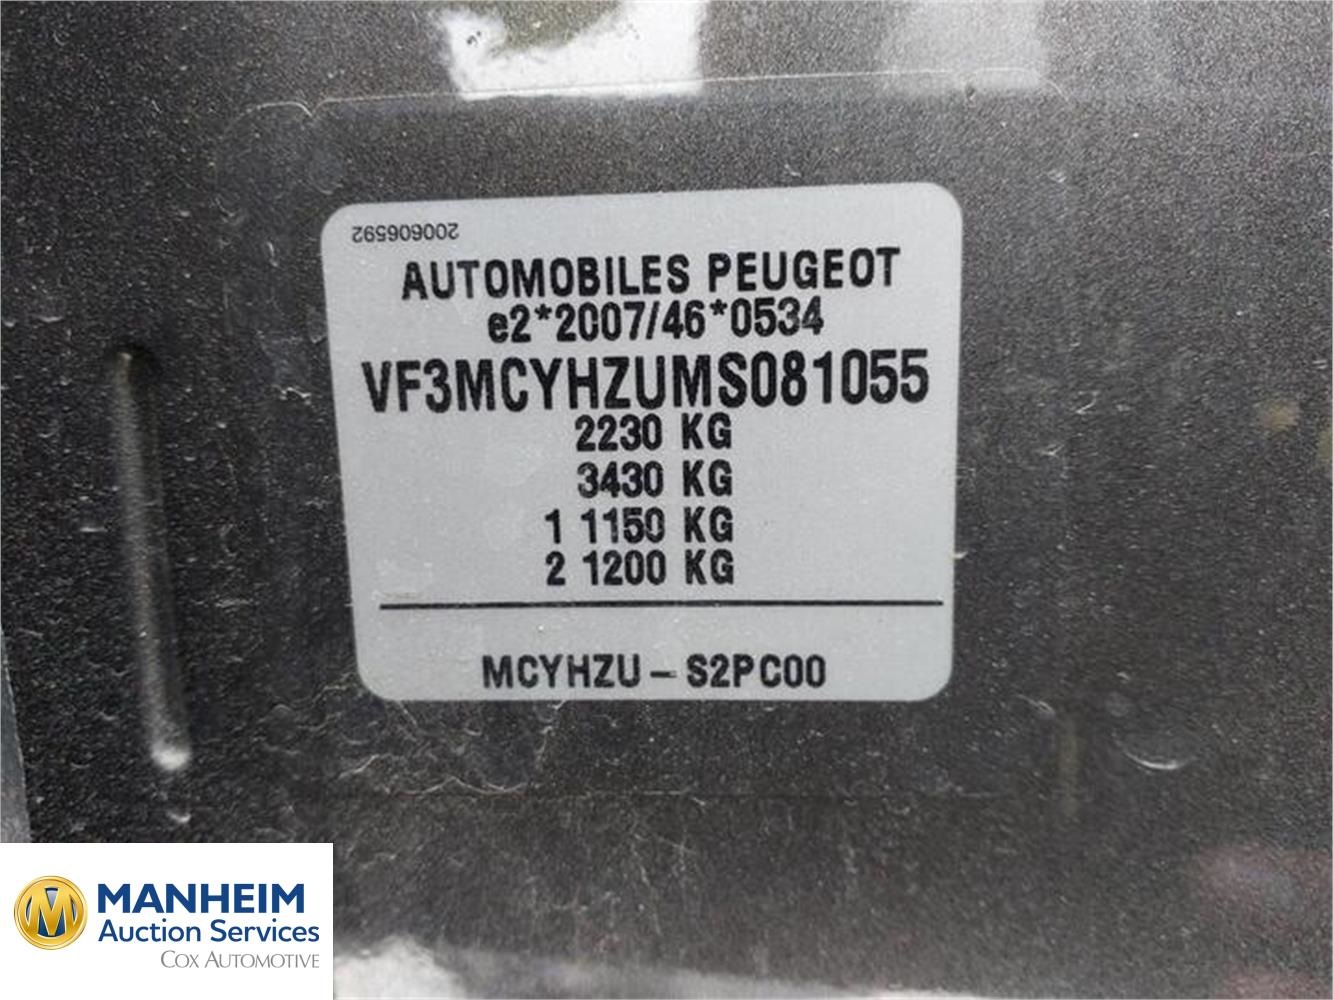 200606592
AUTOMOBILES PEUGEOT
e2*2007/46*0534
VF3MCYHZUMS081055
2230 KG
3430 KG
1 1150 KG
2 1200 KG
MCYHZU – S2PC00
MANHEIM
Auction Services
COX AUTOMOTIVE